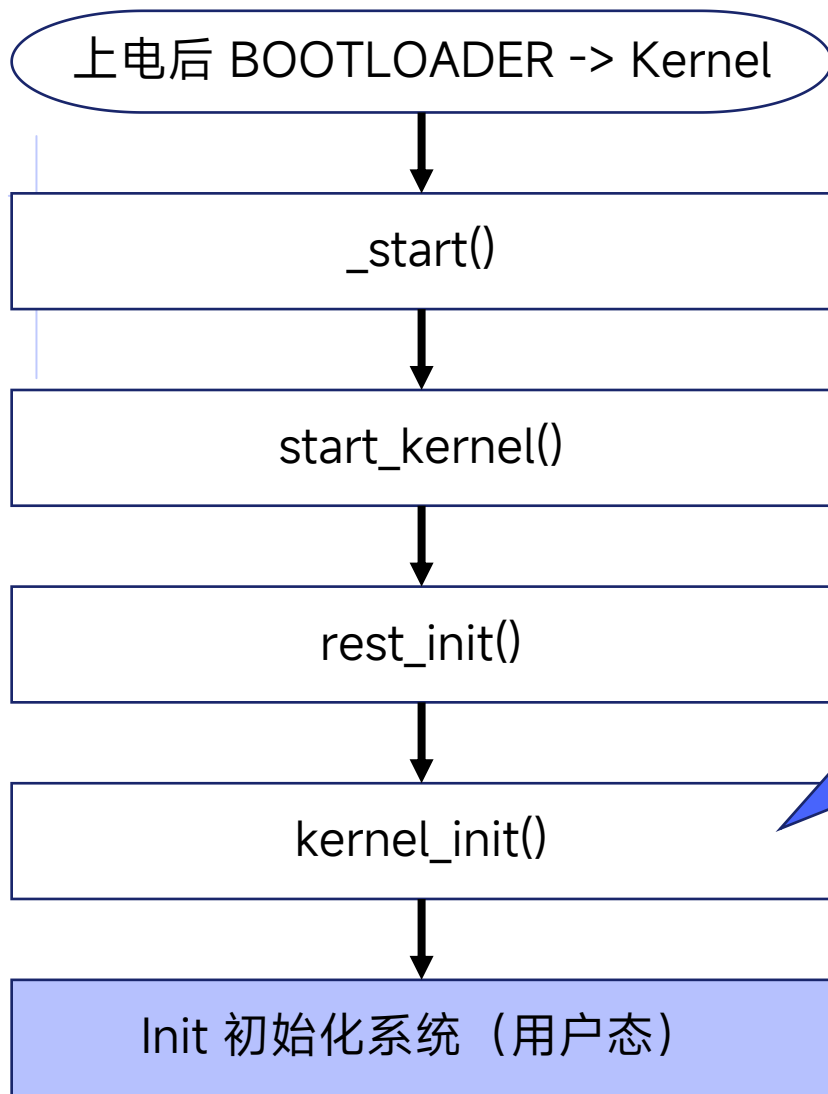 上电后 BOOTLOADER -> Kernel
_start()
start_kernel()
rest_init()
kernel_init()
Init 初始化系统（用户态）